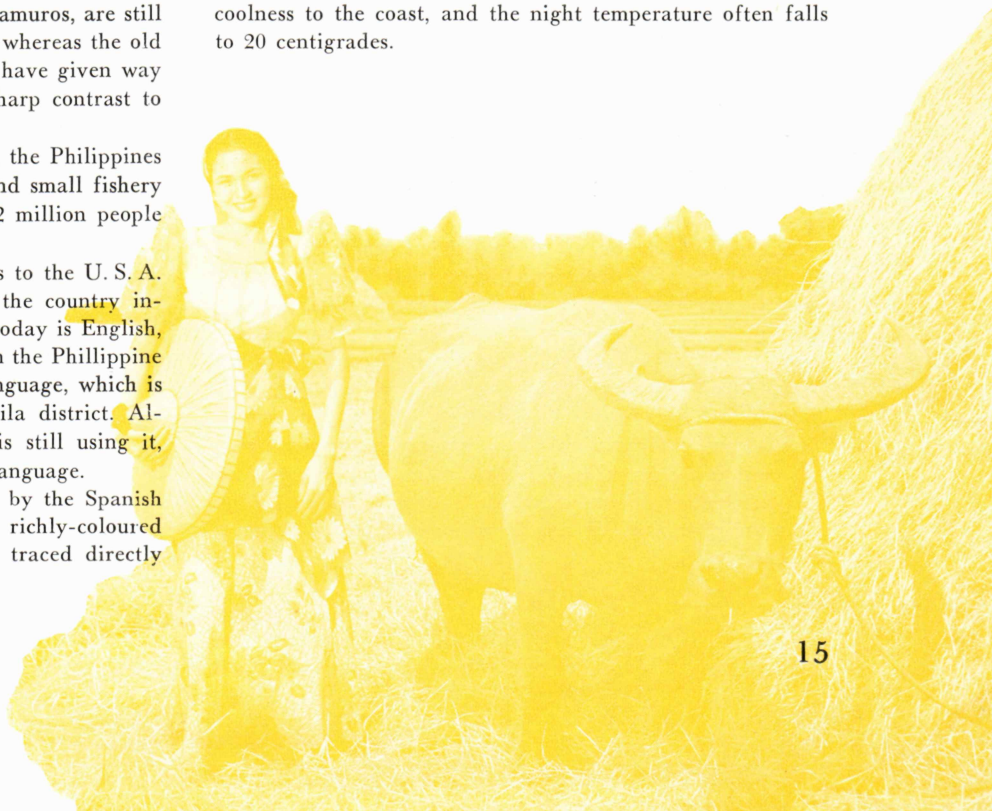 amuros, are still
whereas the old
have given way
harp contrast to
the Philippines
nd small fishery
2 million people
s to the U. S. A.
the country in-
oday is English,
n the Phillippine
nguage, which is
ila district. Al-
is still using it,
anguage.
by the Spanish
richly-coloured
traced directly
coolness to the coast, and the night temperature often falls
to 20 centigrades.
15